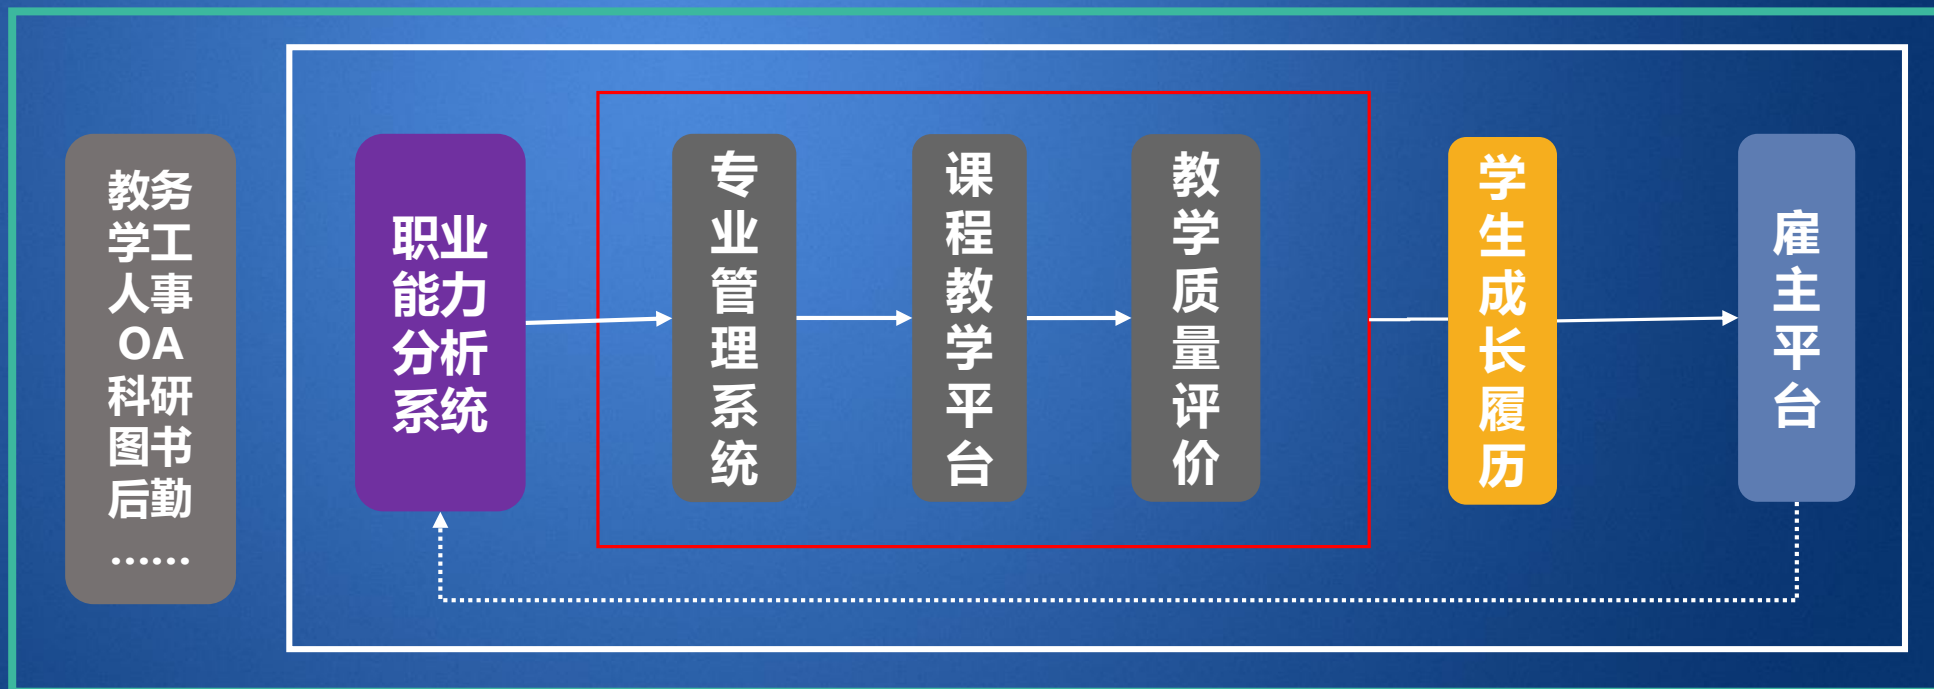 教务
学工
人事
OA
科研
图书
后勤
……
职业
能力
分析
系统
专业管理系统
课程教学平台
教学质量评价
学生成长履历
雇主平台